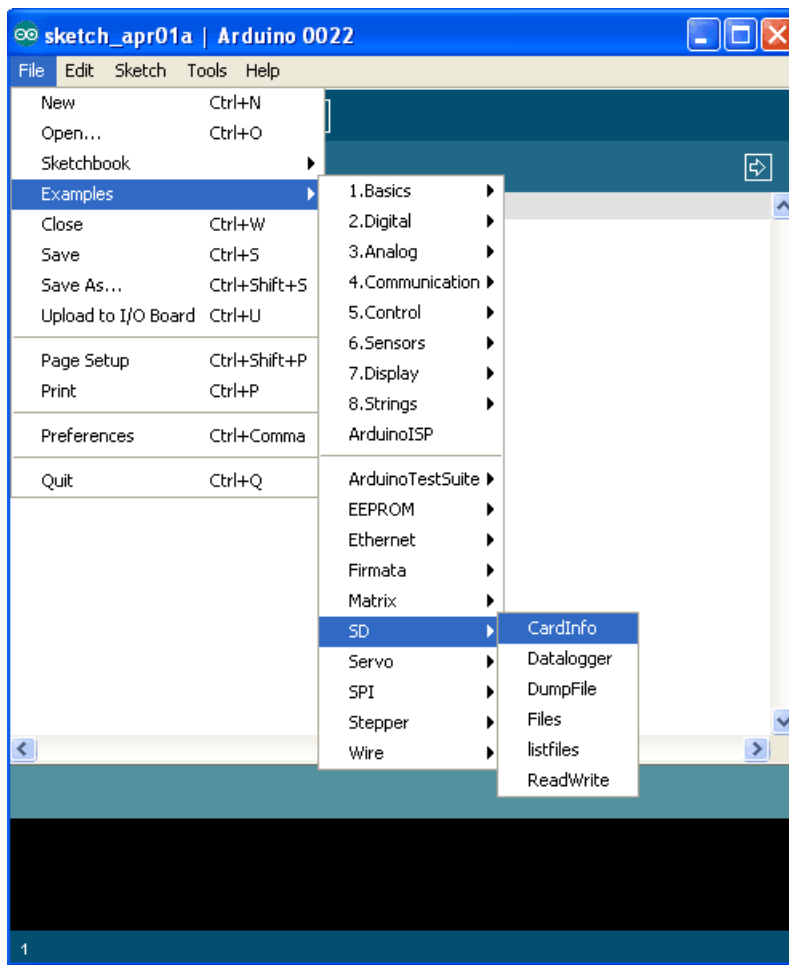 sketch_apr01a | Arduino 0022
File Edit Sketch Tools Help
New Ctrl+N
Open... Ctrl+O
Sketchbook
Examples
Close Ctrl+W
Save Ctrl+S
Save As... Ctrl+Shift+S
Upload to I/O Board Ctrl+U
Page Setup Ctrl+Shift+P
Print Ctrl+P
Preferences Ctrl+Comma
Quit Ctrl+Q
1.Basics
2.Digital
3.Analog
4.Communication
5.Control
6.Sensors
7.Display
8.Strings
ArduinoISP
ArduinoTestSuite
EEPROM
Ethernet
Firmata
Matrix
SD
Servo
SPI
Stepper
Wire
CardInfo
Datalogger
DumpFile
Files
listfiles
ReadWrite
1